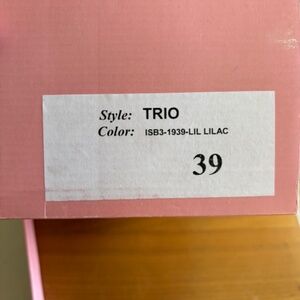 Style: TRIO
Color: ISB3-1939-LIL LILAC
39